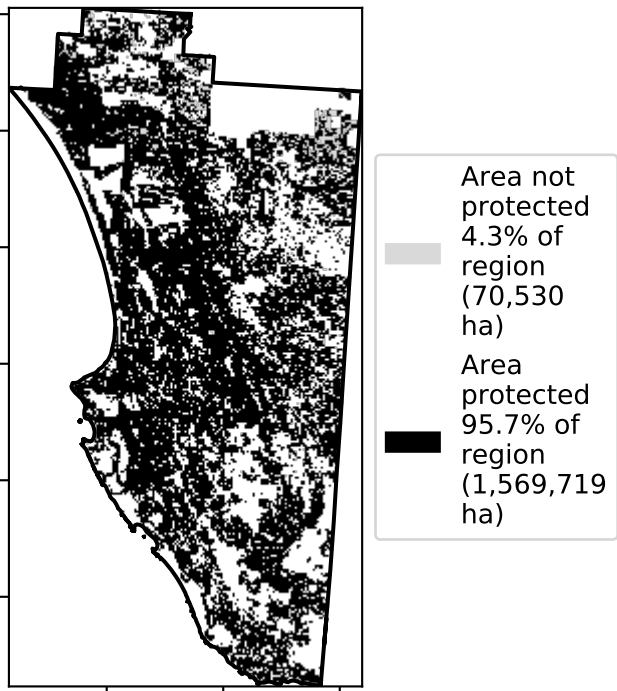 Area not
protected
4.3% of
region
(70,530
ha)
Area
protected
95.7% of
region
(1,569,719
ha)